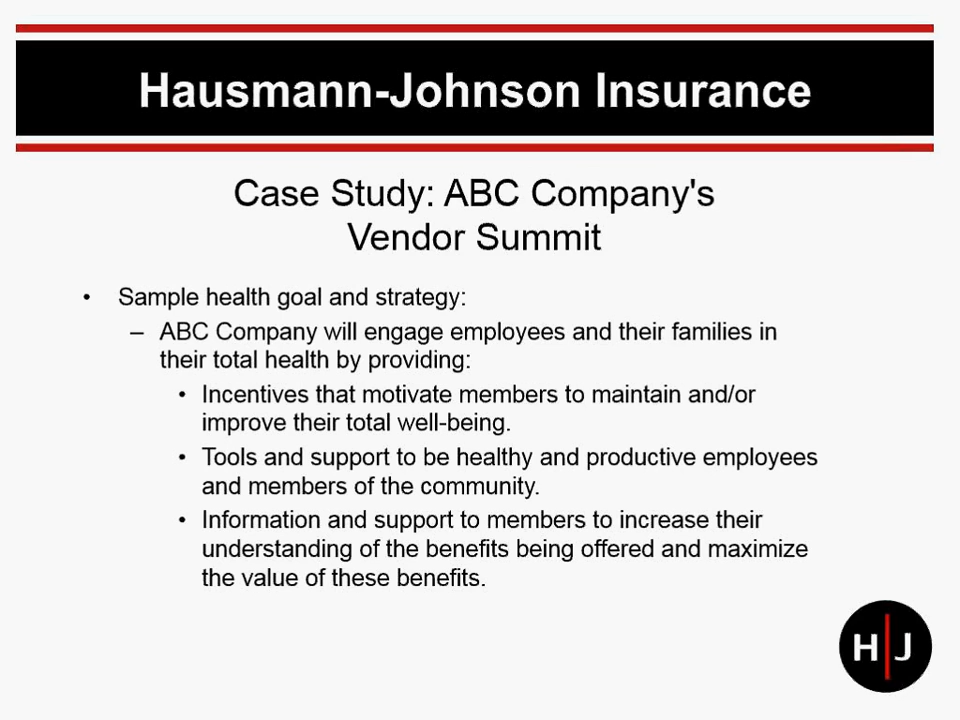 Hausmann-Johnson Insurance
Case Study: ABC Company's
Vendor Summit
• Sample health goal and strategy:
– ABC Company will engage employees and their families in
their total health by providing:
• Incentives that motivate members to maintain and/or
improve their total well-being.
• Tools and support to be healthy and productive employees
and members of the community.
• Information and support to members to increase their
understanding of the benefits being offered and maximize
the value of these benefits.
H|J